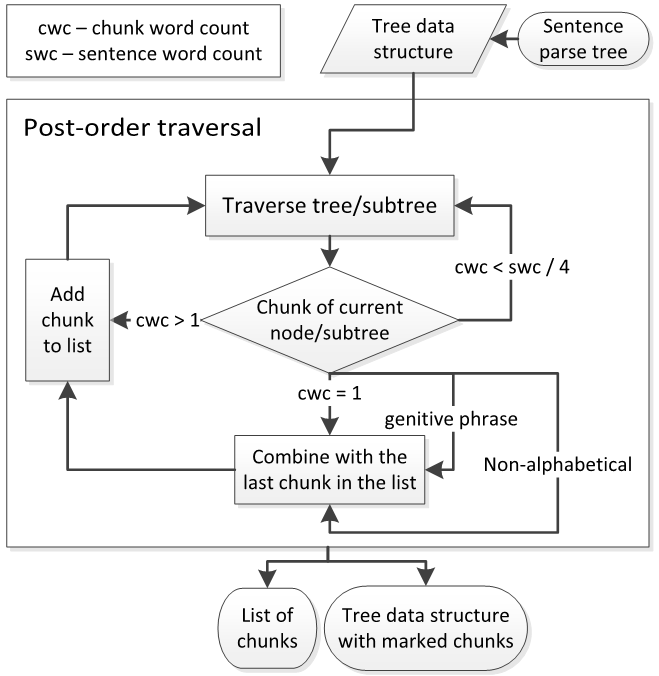 cwc – chunk word count
swc – sentence word count
Tree data
structure
Sentence
parse tree
Post-order traversal
Traverse tree/subtree
cwc < swc / 4
Add
chunk
to list
cwc > 1
Chunk of current
node/subtree
cwc = 1
genitive phrase
Non-alphabetical
Combine with the
last chunk in the list
List of
chunks
Tree data structure
with marked chunks